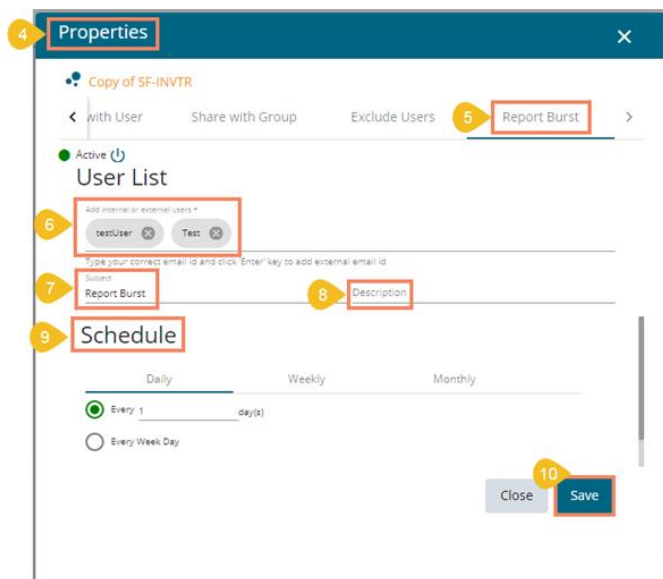 4 Properties
Copy of SF-INVTR
with User Share with Group Exclude Users 5 Report Burst
Active
User List
Add internal or external users *
6 testUser Test
Type your correct email id and click 'Enter' key to add external email id
Subject
7 Report Burst 8 Description
9 Schedule
Daily Weekly Monthly
Every 1 day(s)
Every Week Day
10
Close Save